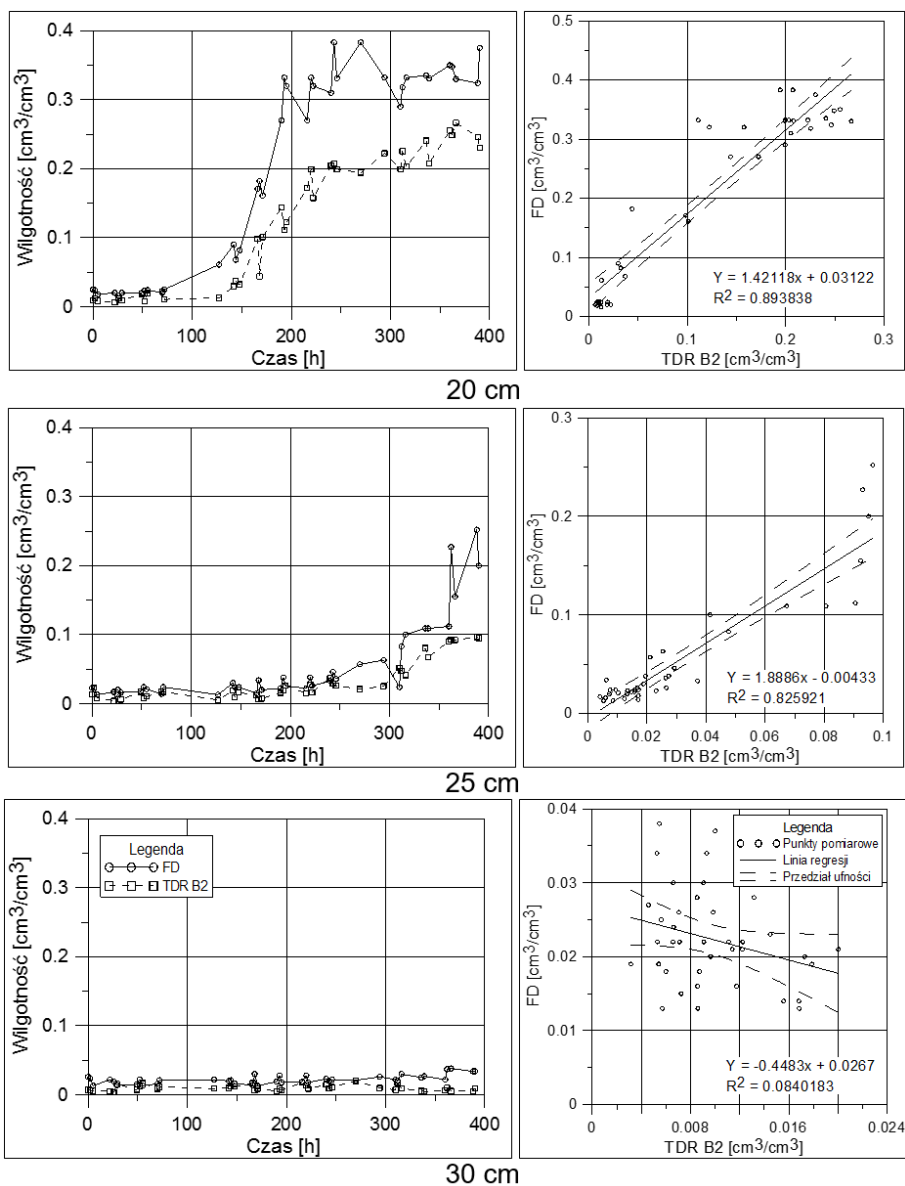 0.4
0.3
0.2
0.1
0
Wilgotność [cm3/cm3]
0 100 200 300 400
Czas [h]
0.5
0.4
0.3
0.2
0.1
0
FD [cm3/cm3]
Y = 1.42118x + 0.03122
R2 = 0.893838
0 0.1 0.2 0.3
TDR B2 [cm3/cm3]
20 cm
0.4
0.3
0.2
0.1
0
Wilgotność [cm3/cm3]
0 100 200 300 400
Czas [h]
0.3
0.2
0.1
0
FD [cm3/cm3]
Y = 1.8886x - 0.00433
R2 = 0.825921
0 0.02 0.04 0.06 0.08 0.1
TDR B2 [cm3/cm3]
25 cm
0.4
0.3
0.2
0.1
0
Wilgotność [cm3/cm3]
Legenda
FD
TDR B2
0 100 200 300 400
Czas [h]
0.04
0.03
0.02
0.01
0
FD [cm3/cm3]
Legenda
Punkty pomiarowe
Linia regresji
Przedział ufności
Y = -0.4483x + 0.0267
R2 = 0.0840183
0 0.008 0.016 0.024
TDR B2 [cm3/cm3]
30 cm